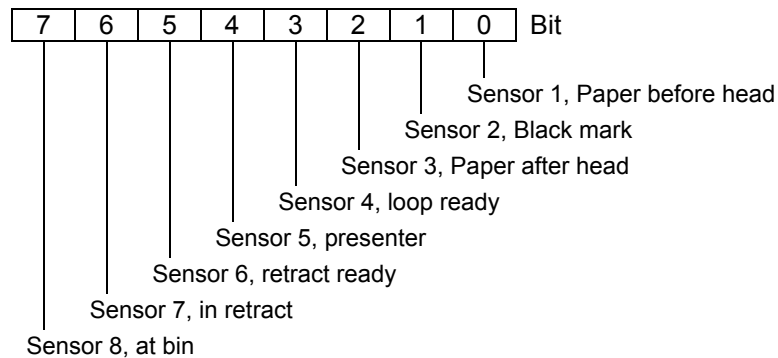 7 6 5 4 3 2 1 0 Bit
Sensor 1, Paper before head
Sensor 2, Black mark
Sensor 3, Paper after head
Sensor 4, loop ready
Sensor 5, presenter
Sensor 6, retract ready
Sensor 7, in retract
Sensor 8, at bin